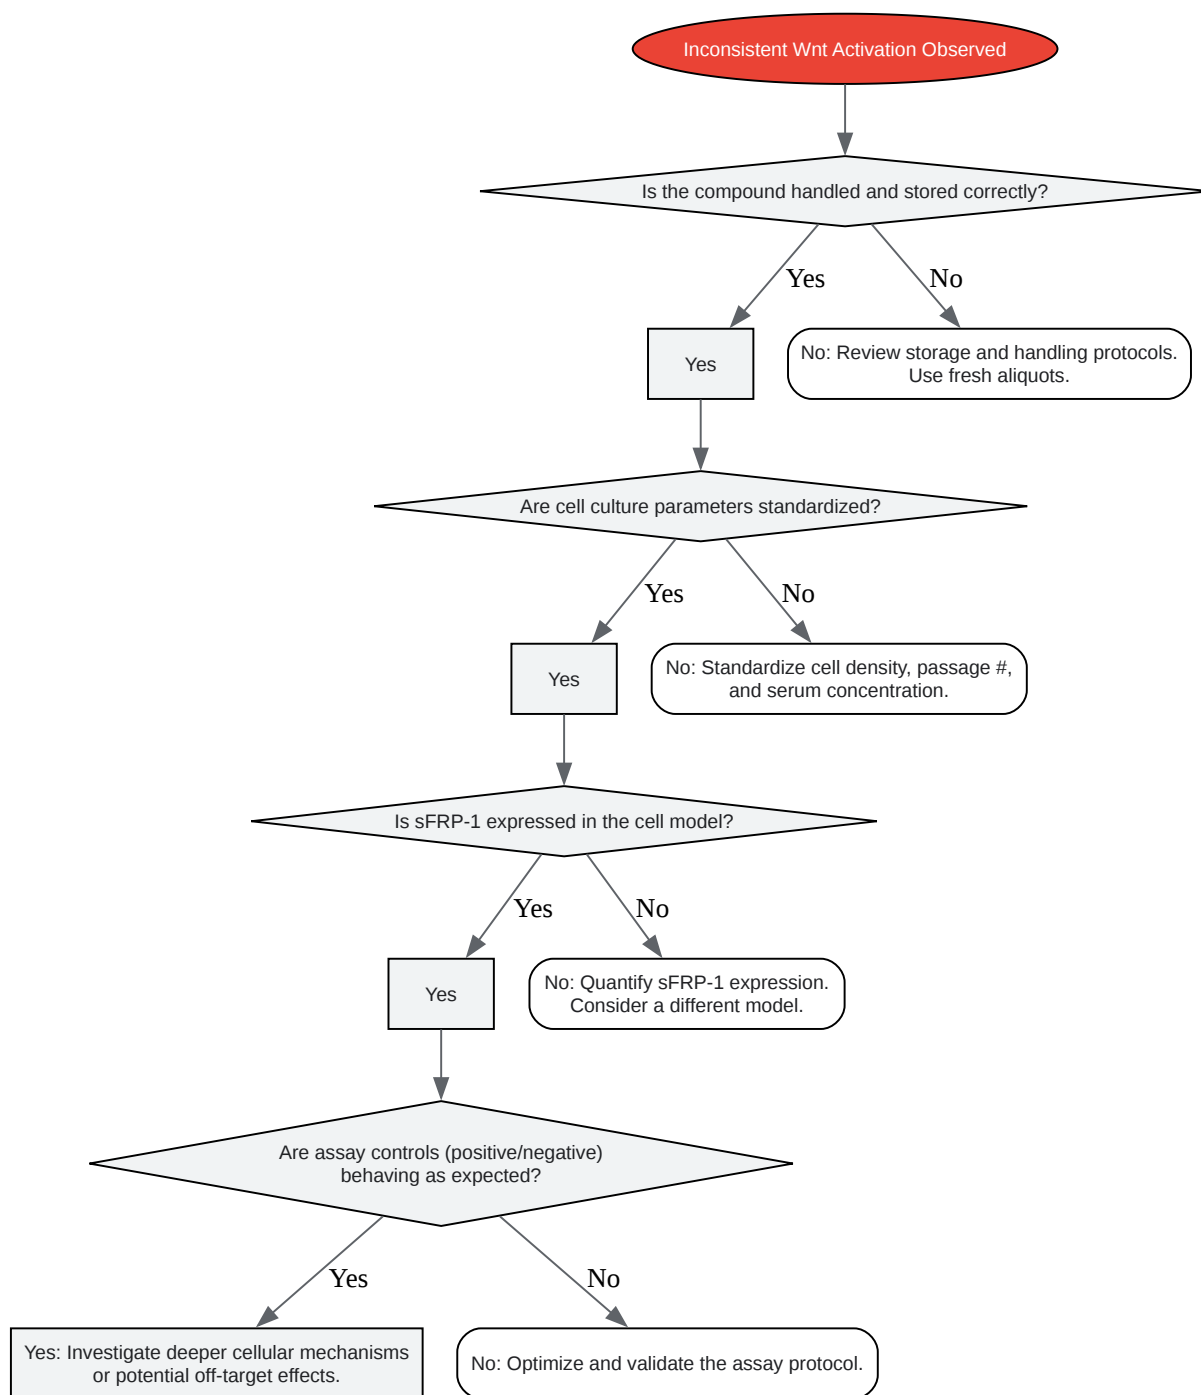 Inconsistent Wnt Activation Observed
Is the compound handled and stored correctly?
Yes
No
Yes
No: Review storage and handling protocols.
Use fresh aliquots.
Are cell culture parameters standardized?
Yes
No
Yes
No: Standardize cell density, passage #,
and serum concentration.
Is sFRP-1 expressed in the cell model?
Yes
No
Yes
No: Quantify sFRP-1 expression.
Consider a different model.
Are assay controls (positive/negative)
behaving as expected?
Yes
No
Yes: Investigate deeper cellular mechanisms
or potential off-target effects.
No: Optimize and validate the assay protocol.